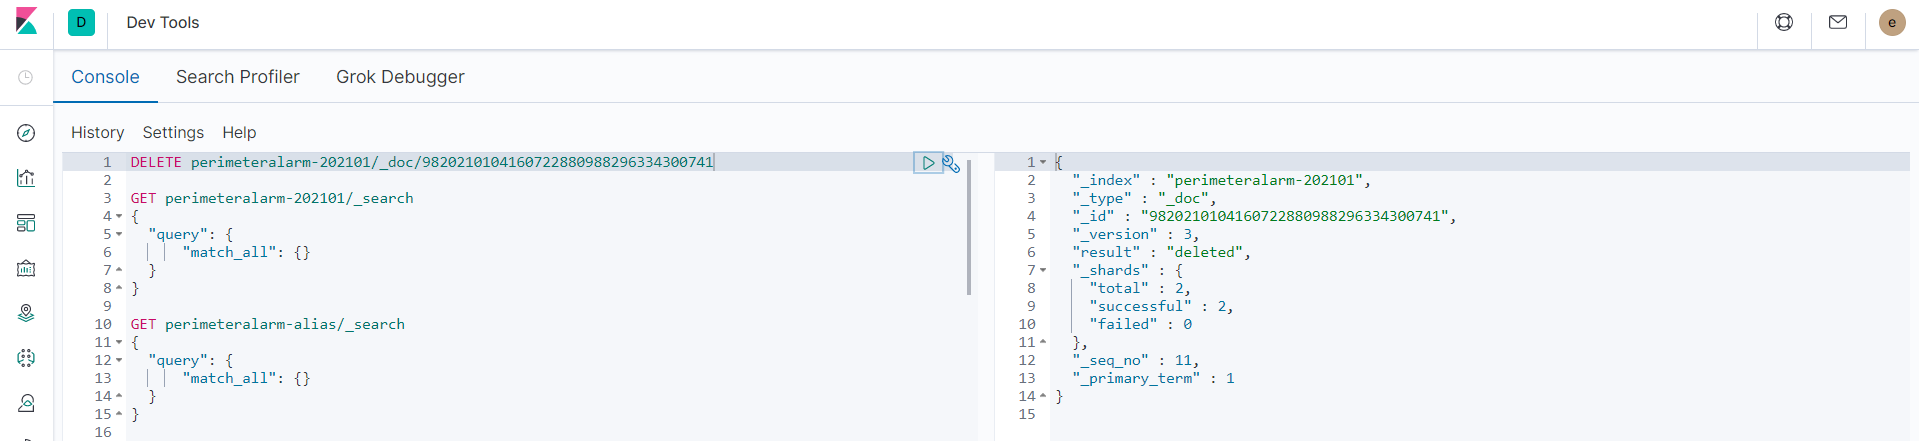 D Dev Tools e
Console Search Profiler Grok Debugger
History Settings Help
1 DELETE perimeteralarm-202101/_doc/98202101041607228809882963343007​41
2
3 GET perimeteralarm-202101/_search
4 {
5 "query": {
6 "match_all": {}
7 }
8 }
9
10 GET perimeteralarm-alias/_search
11 {
12 "query": {
13 "match_all": {}
14 }
15 }
16
1 {
2 "_index" : "perimeteralarm-202101",
3 "_type" : "_doc",
4 "_id" : "9820210104160722880988296334300741",
5 "_version" : 3,
6 "result" : "deleted",
7 "_shards" : {
8 "total" : 2,
9 "successful" : 2,
10 "failed" : 0
11 },
12 "_seq_no" : 11,
13 "_primary_term" : 1
14 }
15